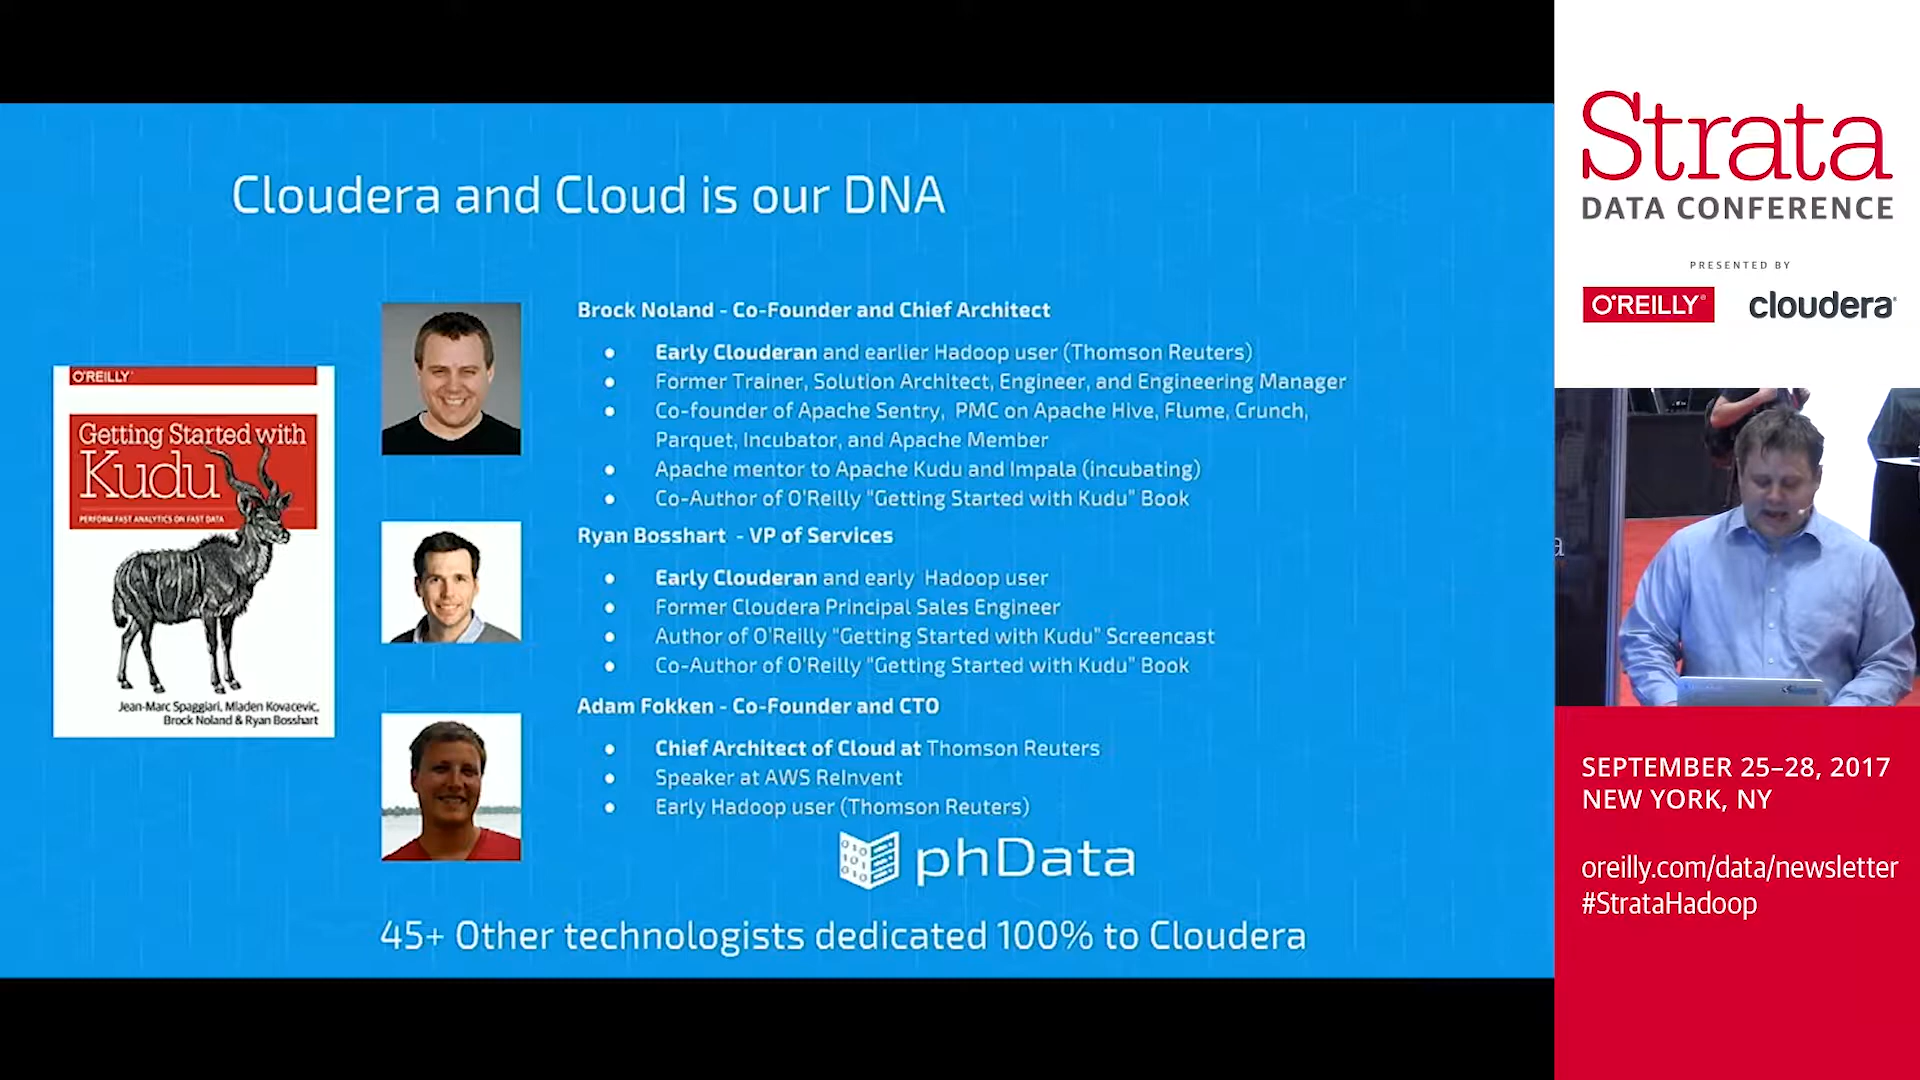 Cloudera and Cloud is our DNA
O'REILLY®
Getting Started with
Kudu
PERFORM FAST ANALYTICS ON FAST DATA
Jean-Marc Spaggiari, Mladen Kovacevic,
Brock Noland & Ryan Bosshart
Brock Noland - Co-Founder and Chief Architect
● Early Clouderan and earlier Hadoop user (Thomson Reuters)
● Former Trainer, Solution Architect, Engineer, and Engineering Manager
● Co-founder of Apache Sentry, PMC on Apache Hive, Flume, Crunch,
Parquet, Incubator, and Apache Member
● Apache mentor to Apache Kudu and Impala (incubating)
● Co-Author of O'Reilly "Getting Started with Kudu" Book
Ryan Bosshart - VP of Services
● Early Clouderan and early Hadoop user
● Former Cloudera Principal Sales Engineer
● Author of O'Reilly "Getting Started with Kudu" Screencast
● Co-Author of O'Reilly "Getting Started with Kudu" Book
Adam Fokken - Co-Founder and CTO
● Chief Architect of Cloud at Thomson Reuters
● Speaker at AWS ReInvent
● Early Hadoop user (Thomson Reuters)
phData
45+ Other technologists dedicated 100% to Cloudera
Strata
DATA CONFERENCE
PRESENTED BY
O'REILLY®
cloudera®
SEPTEMBER 25–28, 2017
NEW YORK, NY
oreilly.com/data/newsletter
#StrataHadoop